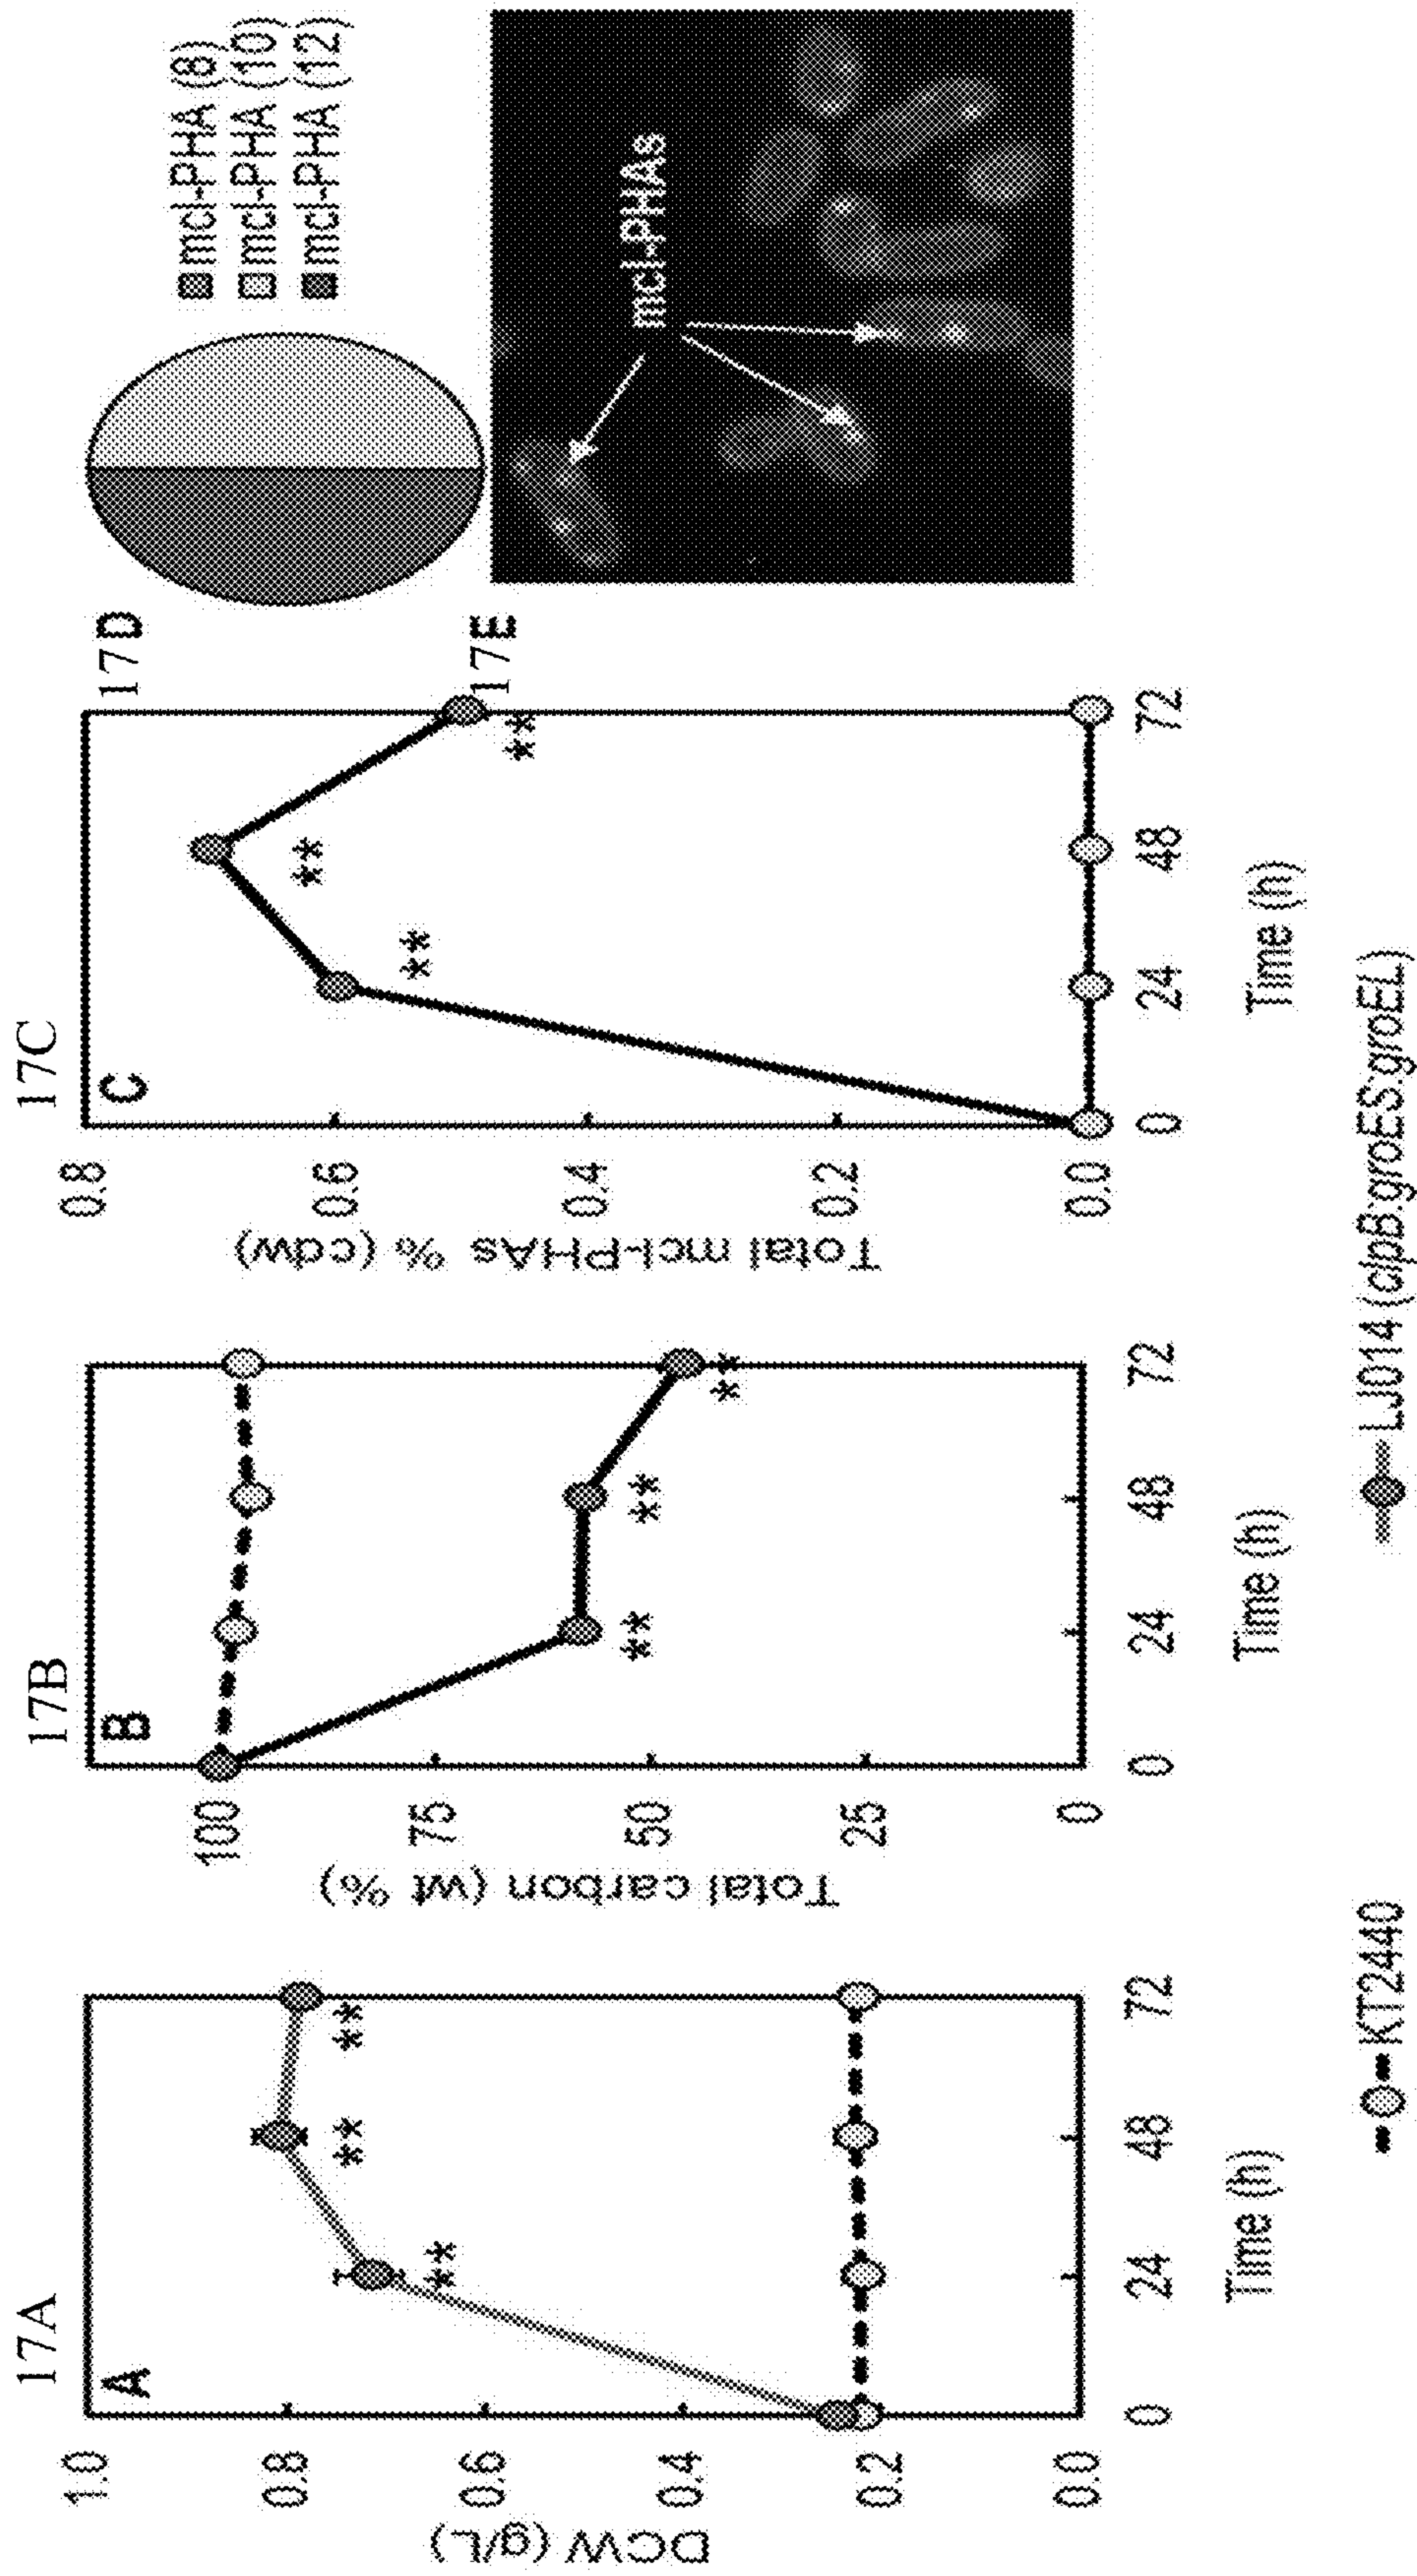 17A
A
DCW (g/L)
1.0
0.8
0.6
0.4
0.2
0.0
**
**
**
0
24
48
72
Time (h)
17B
B
Total carbon (wt %)
100
75
50
25
0
**
**
**
0
24
48
72
Time (h)
17C
C
Total mcl-PHAs % (cdw)
0.8
0.6
0.4
0.2
0.0
**
**
**
0
24
48
72
Time (h)
17D
mcl-PHA (8)
mcl-PHA (10)
mcl-PHA (12)
17E
mcl-PHAs
KT2440
LJ014 (clpB:groES:groEL)